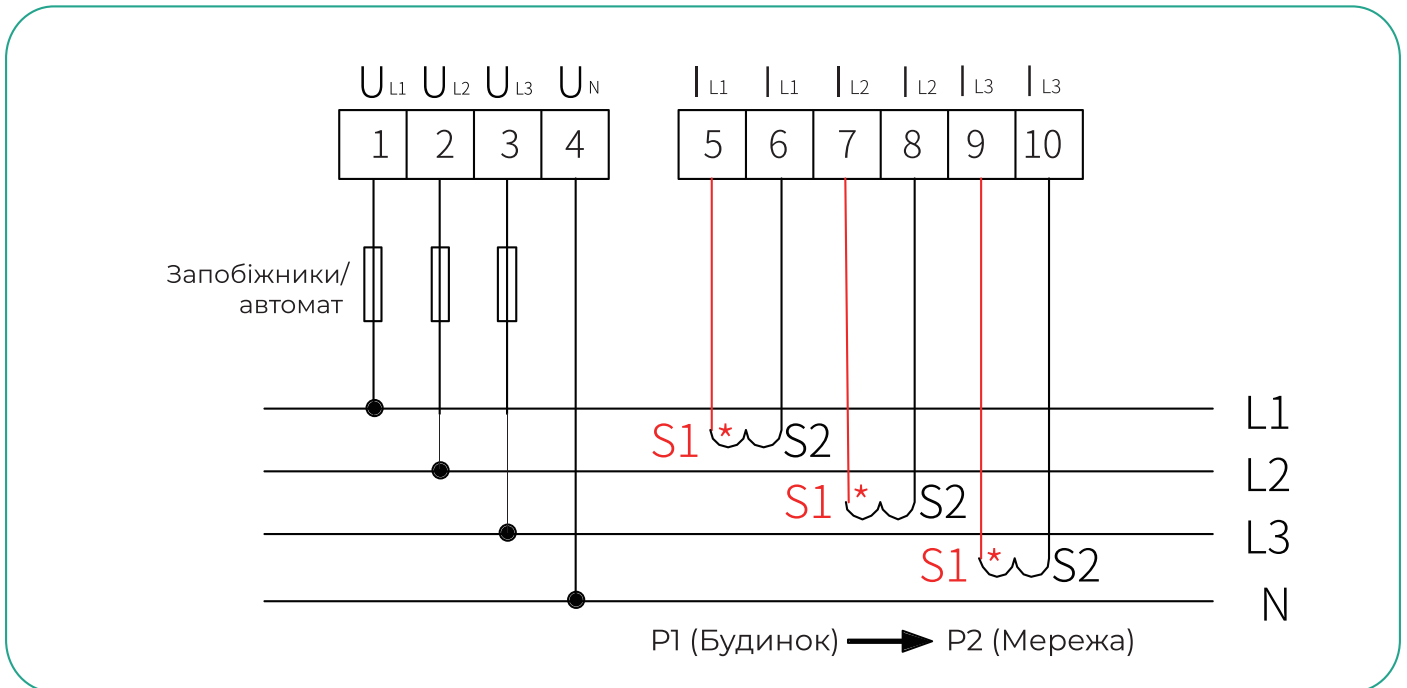 U L1 U L2 U L3 U N I L1 I L1 I L2 I L2 I L3 I L3
1 2 3 4 5 6 7 8 9 10
Запобіжники/
автомат
L1
S1 * S2
L2
S1 * S2
L3
S1 * S2
N
P1 (Будинок) P2 (Мережа)